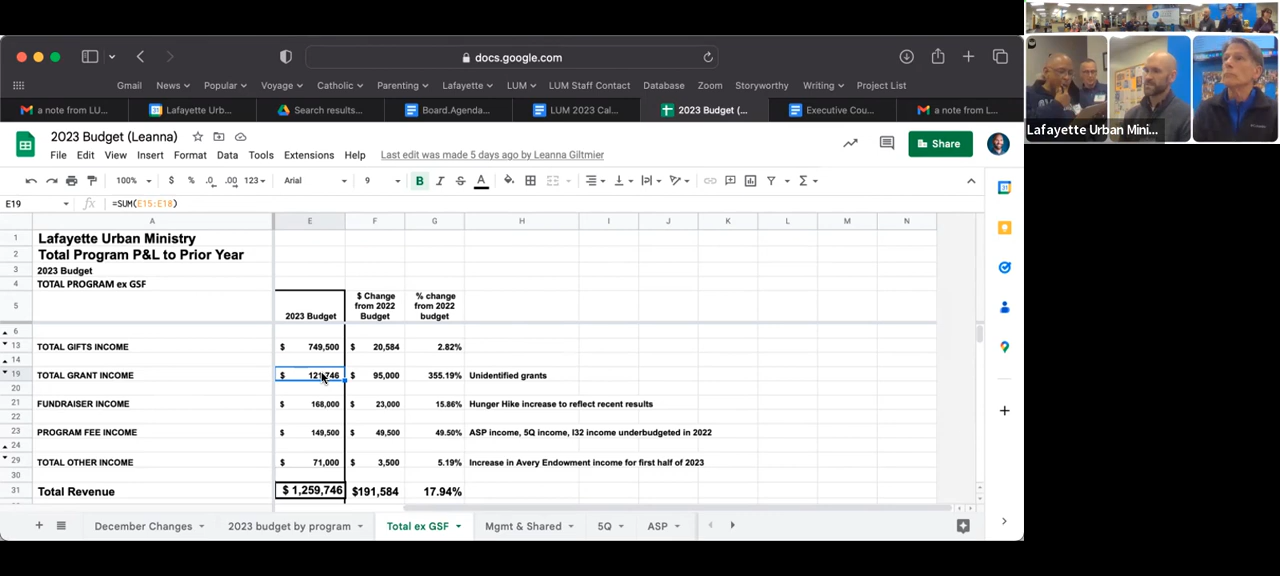 docs.google.com
Gmail News Popular Vanguard Catholic Parenting Lafayette LUM LUM Staff Contact Database Zoom Storyworthy Writing Project List
a note from LU... Lafayette Urb... Search results... Board.Agenda... LUM 2023 Cal... 2023 Budget (... Executive Cou... a note from L...
2023 Budget (Leanna)
File Edit View Insert Format Data Tools Extensions Help Last edit was made 5 days ago by Leanna Giltmier
Share
100% $ % .0 .00 123 Arial 9 B I S A
E19 fx =SUM(E15:E18)
A E F G H I J K L M N
1 Lafayette Urban Ministry
2 Total Program P&L to Prior Year
3 2023 Budget
4 TOTAL PROGRAM ex GSF
5 2023 Budget $ Change from 2022 Budget % change from 2022 budget
6
13 TOTAL GIFTS INCOME $ 749,500 $ 20,584 2.82%
14
19 TOTAL GRANT INCOME $ 121,746 $ 95,000 355.19% Unidentified grants
20
21 FUNDRAISER INCOME $ 168,000 $ 23,000 15.86% Hunger Hike increase to reflect recent results
22
23 PROGRAM FEE INCOME $ 149,500 $ 49,500 49.50% ASP income, 5Q income, I32 income underbudgeted in 2022
24
29 TOTAL OTHER INCOME $ 71,000 $ 3,500 5.19% Increase in Avery Endowment income for first half of 2023
30
31 Total Revenue $ 1,259,746 $191,584 17.94%
December Changes 2023 budget by program Total ex GSF Mgmt & Shared 5Q ASP
Lafayette Urban Mini...